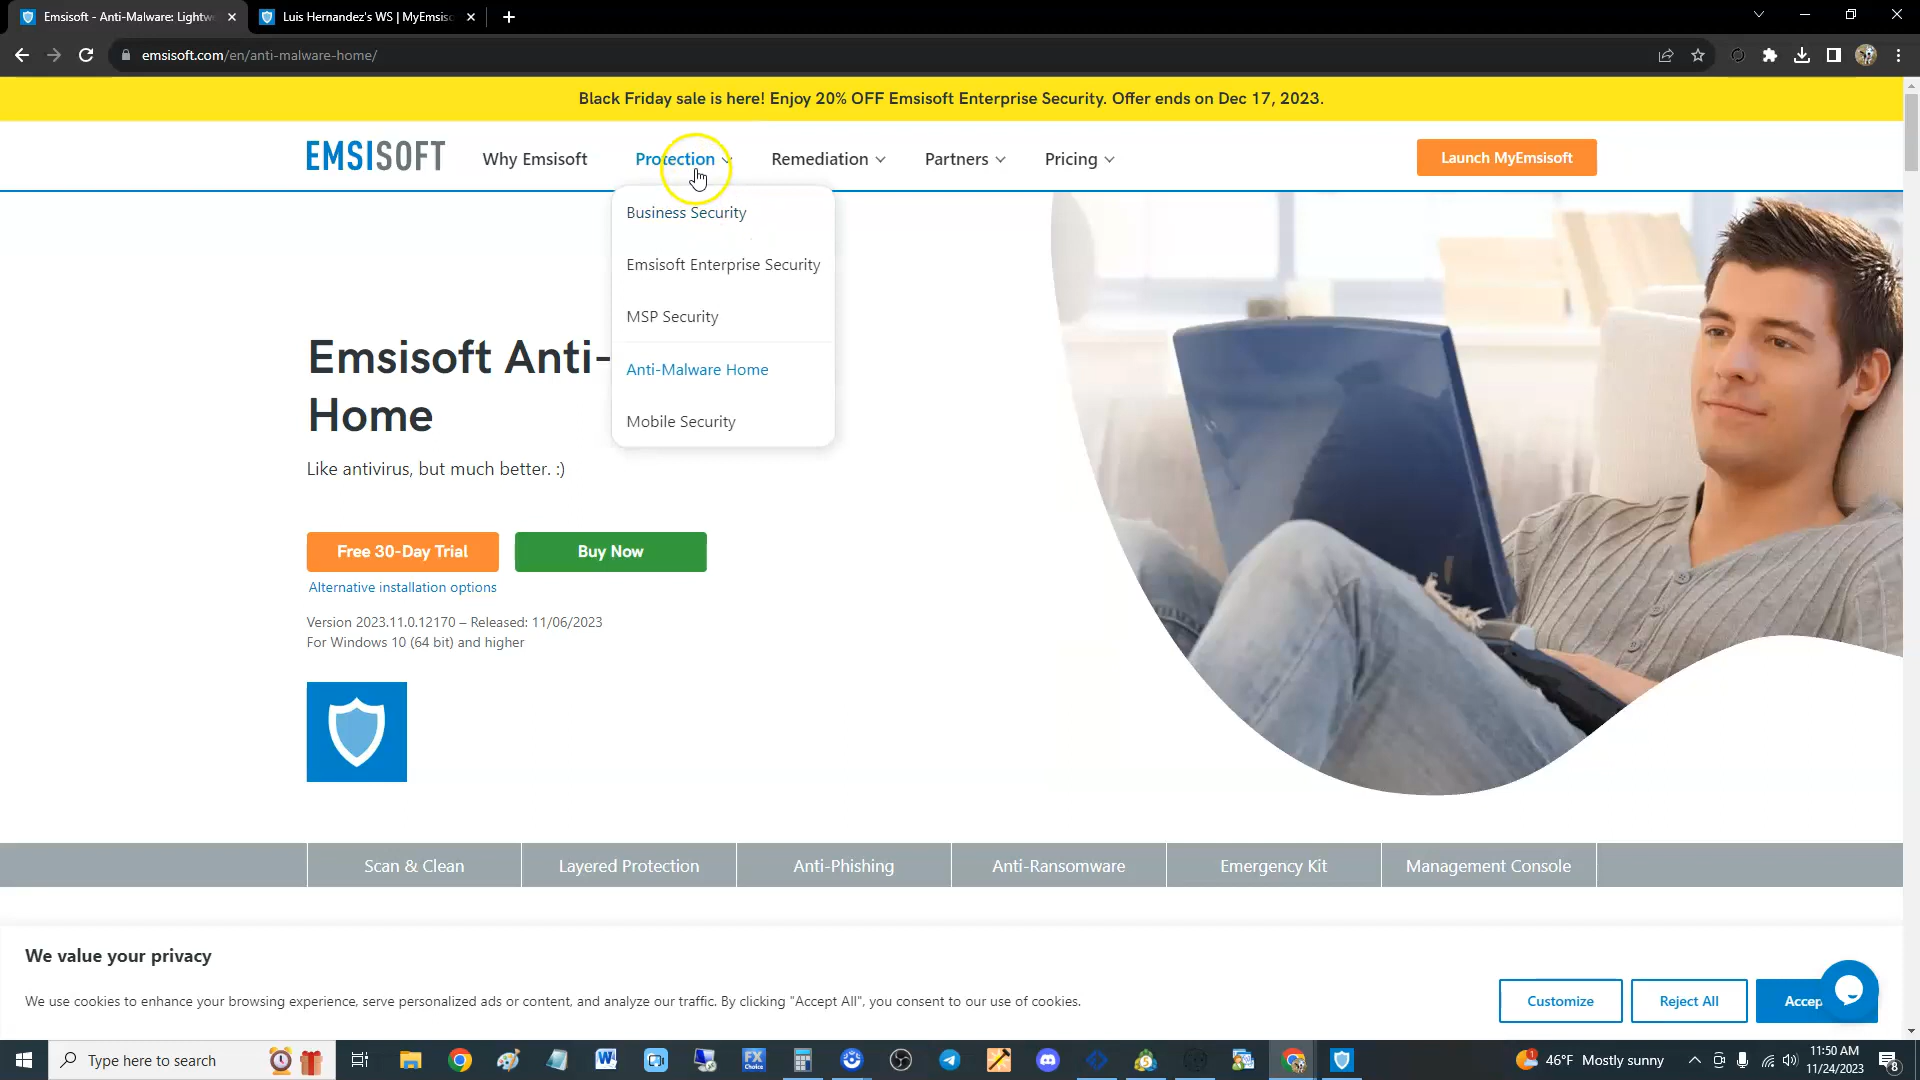 Emsisoft - Anti-Malware: Lightw
Luis Hernandez's WS | MyEmsiso
emsisoft.com/en/anti-malware-home/
Black Friday sale is here! Enjoy 20% OFF Emsisoft Enterprise Security. Offer ends on Dec 17, 2023.
EMSISOFT
Why Emsisoft
Protection
Remediation
Partners
Pricing
Launch MyEmsisoft
Business Security
Emsisoft Enterprise Security
MSP Security
Anti-Malware Home
Mobile Security
Emsisoft Anti-
Home
Like antivirus, but much better. :)
Free 30-Day Trial
Buy Now
Alternative installation options
Version 2023.11.0.12170 – Released: 11/06/2023
For Windows 10 (64 bit) and higher
Scan & Clean
Layered Protection
Anti-Phishing
Anti-Ransomware
Emergency Kit
Management Console
We value your privacy
We use cookies to enhance your browsing experience, serve personalized ads or content, and analyze our traffic. By clicking "Accept All", you consent to our use of cookies.
Customize
Reject All
Accep
Type here to search
FX
Choice
1
46°F Mostly sunny
11:50 AM
11/24/2023
8